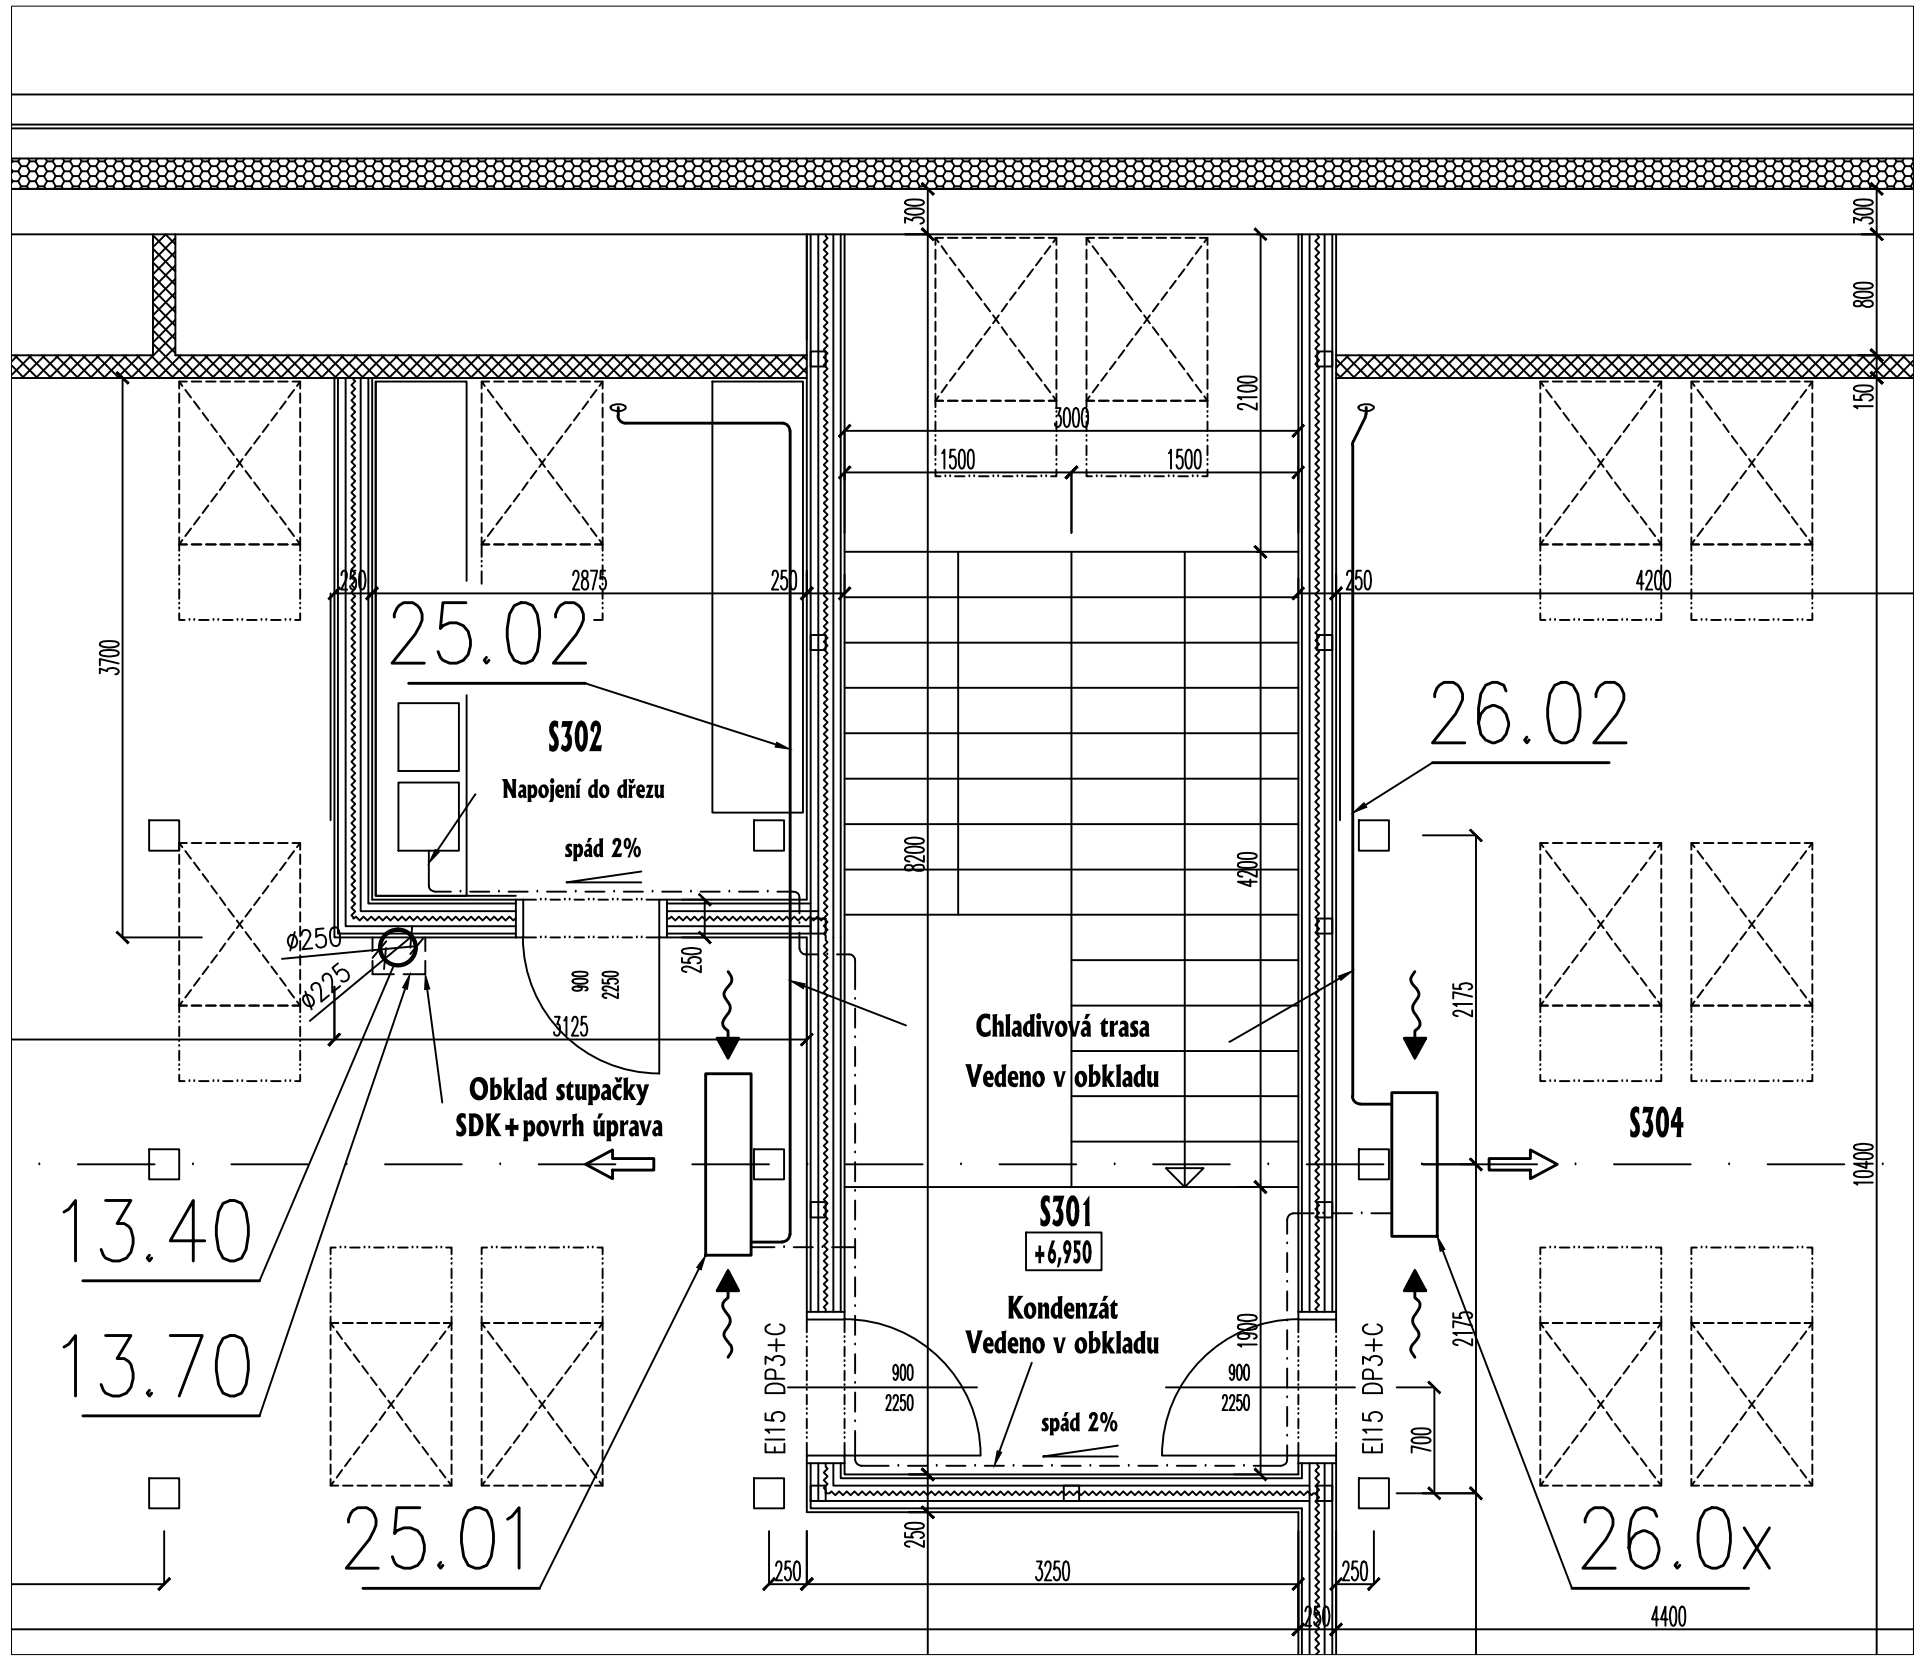 300
300
800
150
2100
3000
1500
1500
250
2875
250
250
4200
25.02
3700
26.02
S302
Napojení do dřezu
spád 2%
8200
4200
ϕ250
ϕ225
250
900
2250
2175
3125
Chladivová trasa
Vedeno v obkladu
Obklad stupačky
SDK+povrh úprava
S304
10400
13.40
S301
+6,950
Kondenzát
Vedeno v obkladu
1900
2175
13.70
EI15 DP3+C
900
2250
900
2250
EI15 DP3+C
spád 2%
700
25.01
26.0x
250
250
3250
250
250
4400